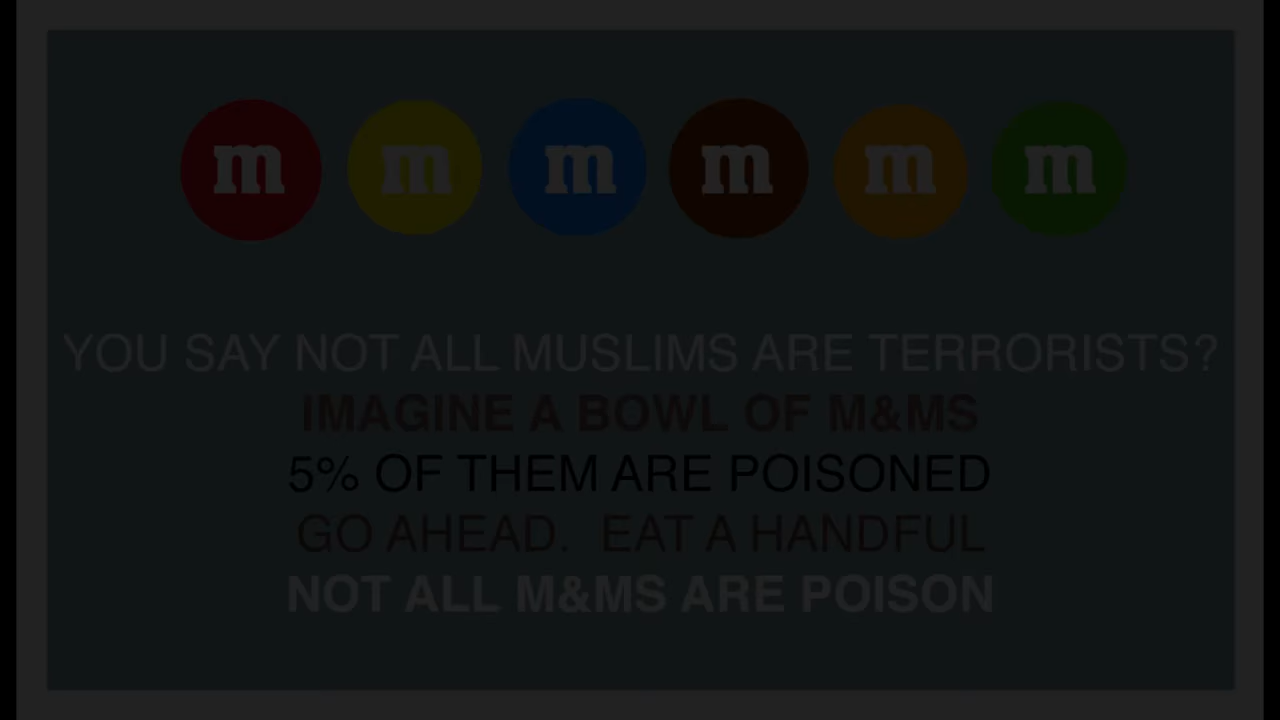 m m m m m m
YOU SAY NOT ALL MUSLIMS ARE TERRORISTS?
IMAGINE A BOWL OF M&MS
5% OF THEM ARE POISONED
GO AHEAD. EAT A HANDFUL
NOT ALL M&MS ARE POISON